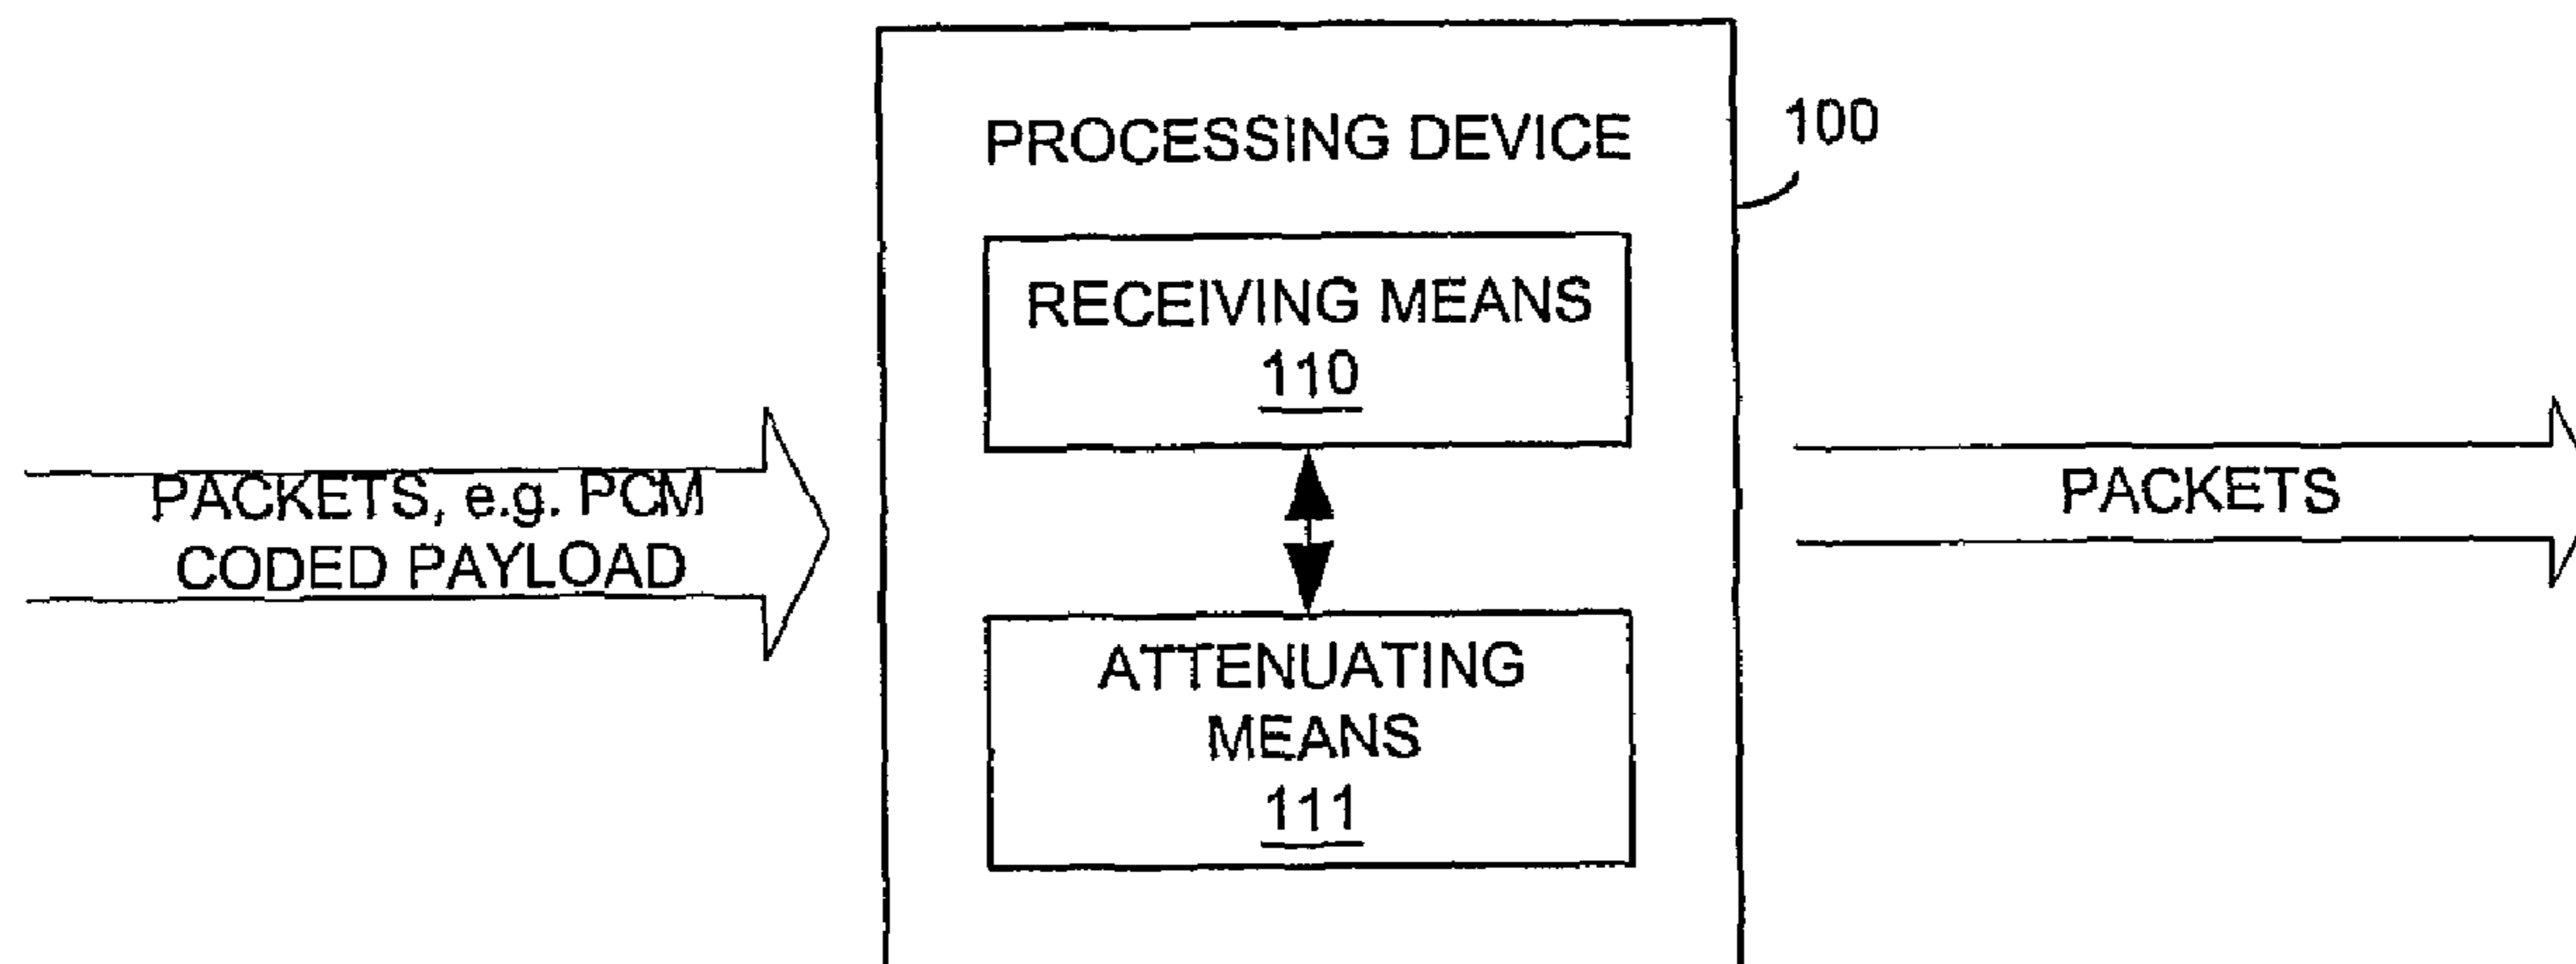 PROCESSING DEVICE
100
RECEIVING MEANS
110
PACKETS, e.g. PCM
CODED PAYLOAD
PACKETS
ATTENUATING
MEANS
111